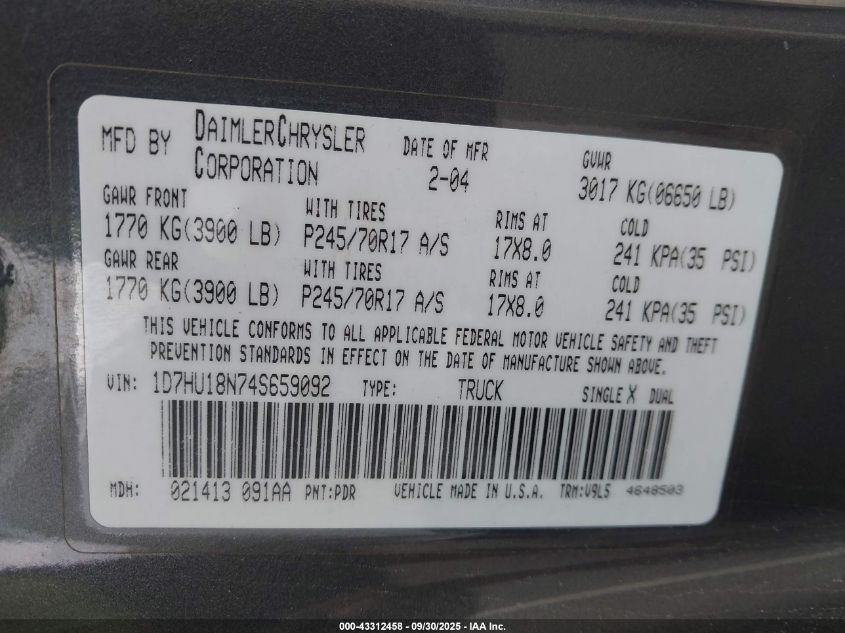 MFD BY DAIMLERCHRYSLER CORPORATION DATE OF MFR 2-04 GVWR 3017 KG(06650 LB)
GAWR FRONT WITH TIRES RIMS AT COLD
1770 KG(3900 LB) P245/70R17 A/S 17X8.0 241 KPA(35 PSI)
GAWR REAR WITH TIRES RIMS AT COLD
1770 KG(3900 LB) P245/70R17 A/S 17X8.0 241 KPA(35 PSI)
THIS VEHICLE CONFORMS TO ALL APPLICABLE FEDERAL MOTOR VEHICLE SAFETY AND THEFT
PREVENTION STANDARDS IN EFFECT ON THE DATE OF MANUFACTURE SHOWN ABOVE.
VIN: 1D7HU18N74S659092 TYPE: TRUCK SINGLE X DUAL
MDH: 021413 091AA PNT:PDR VEHICLE MADE IN U.S.A. TRM:V9L5 4648503
000-43312458 - 09/30/2025 - IAA Inc.